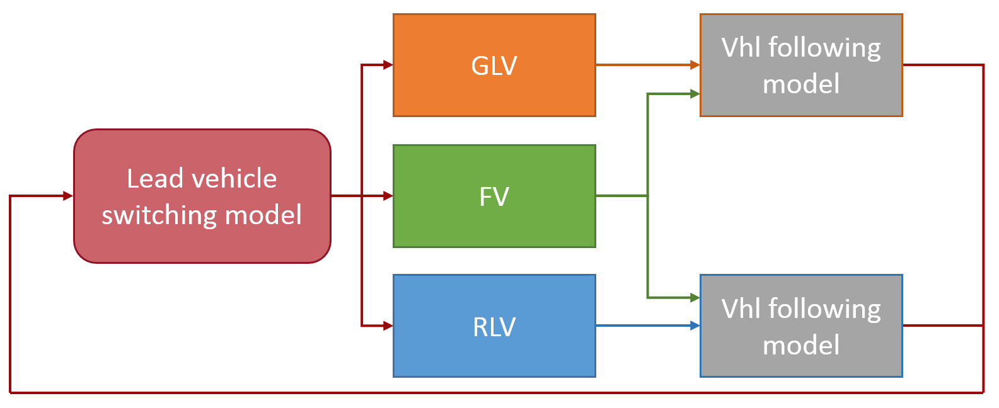 GLV
Vhl following
model
Lead vehicle
switching model
FV
RLV
Vhl following
model